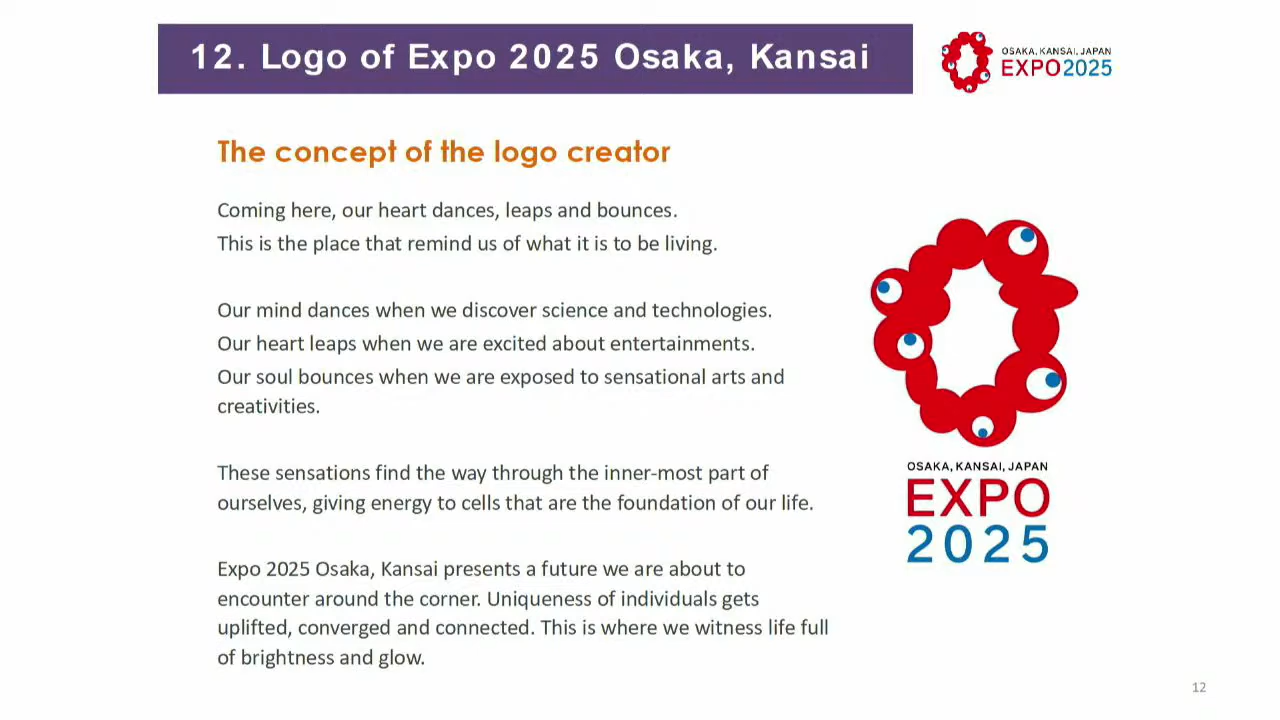 12. Logo of Expo 2025 Osaka, Kansai
OSAKA, KANSAI, JAPAN
EXPO2025
The concept of the logo creator
Coming here, our heart dances, leaps and bounces.
This is the place that remind us of what it is to be living.
Our mind dances when we discover science and technologies.
Our heart leaps when we are excited about entertainments.
Our soul bounces when we are exposed to sensational arts and
creativities.
These sensations find the way through the inner-most part of
ourselves, giving energy to cells that are the foundation of our life.
Expo 2025 Osaka, Kansai presents a future we are about to
encounter around the corner. Uniqueness of individuals gets
uplifted, converged and connected. This is where we witness life full
of brightness and glow.
OSAKA, KANSAI, JAPAN
EXPO
2025
12